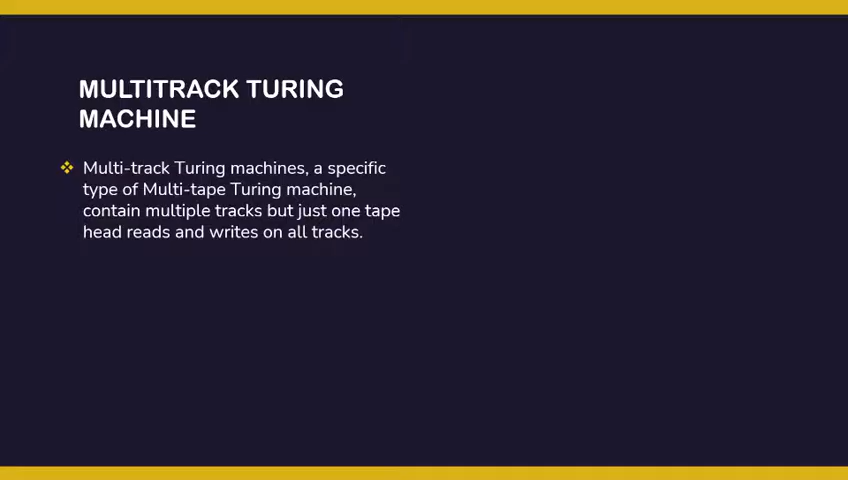 MULTITRACK TURING
MACHINE
Multi-track Turing machines, a specific
type of Multi-tape Turing machine,
contain multiple tracks but just one tape
head reads and writes on all tracks.